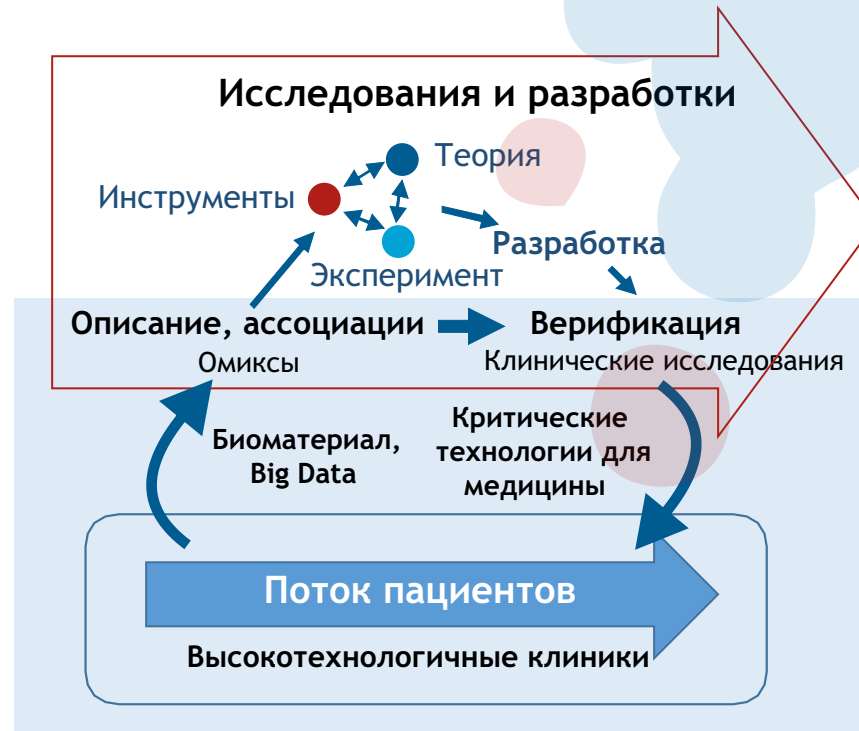 Исследования и разработки
Теория
Инструменты
Разработка
Эксперимент
Описание, ассоциации
Верификация
Омиксы
Клинические исследования
Биоматериал,
Big Data
Критические
технологии для
медицины
Поток пациентов
Высокотехнологичные клиники